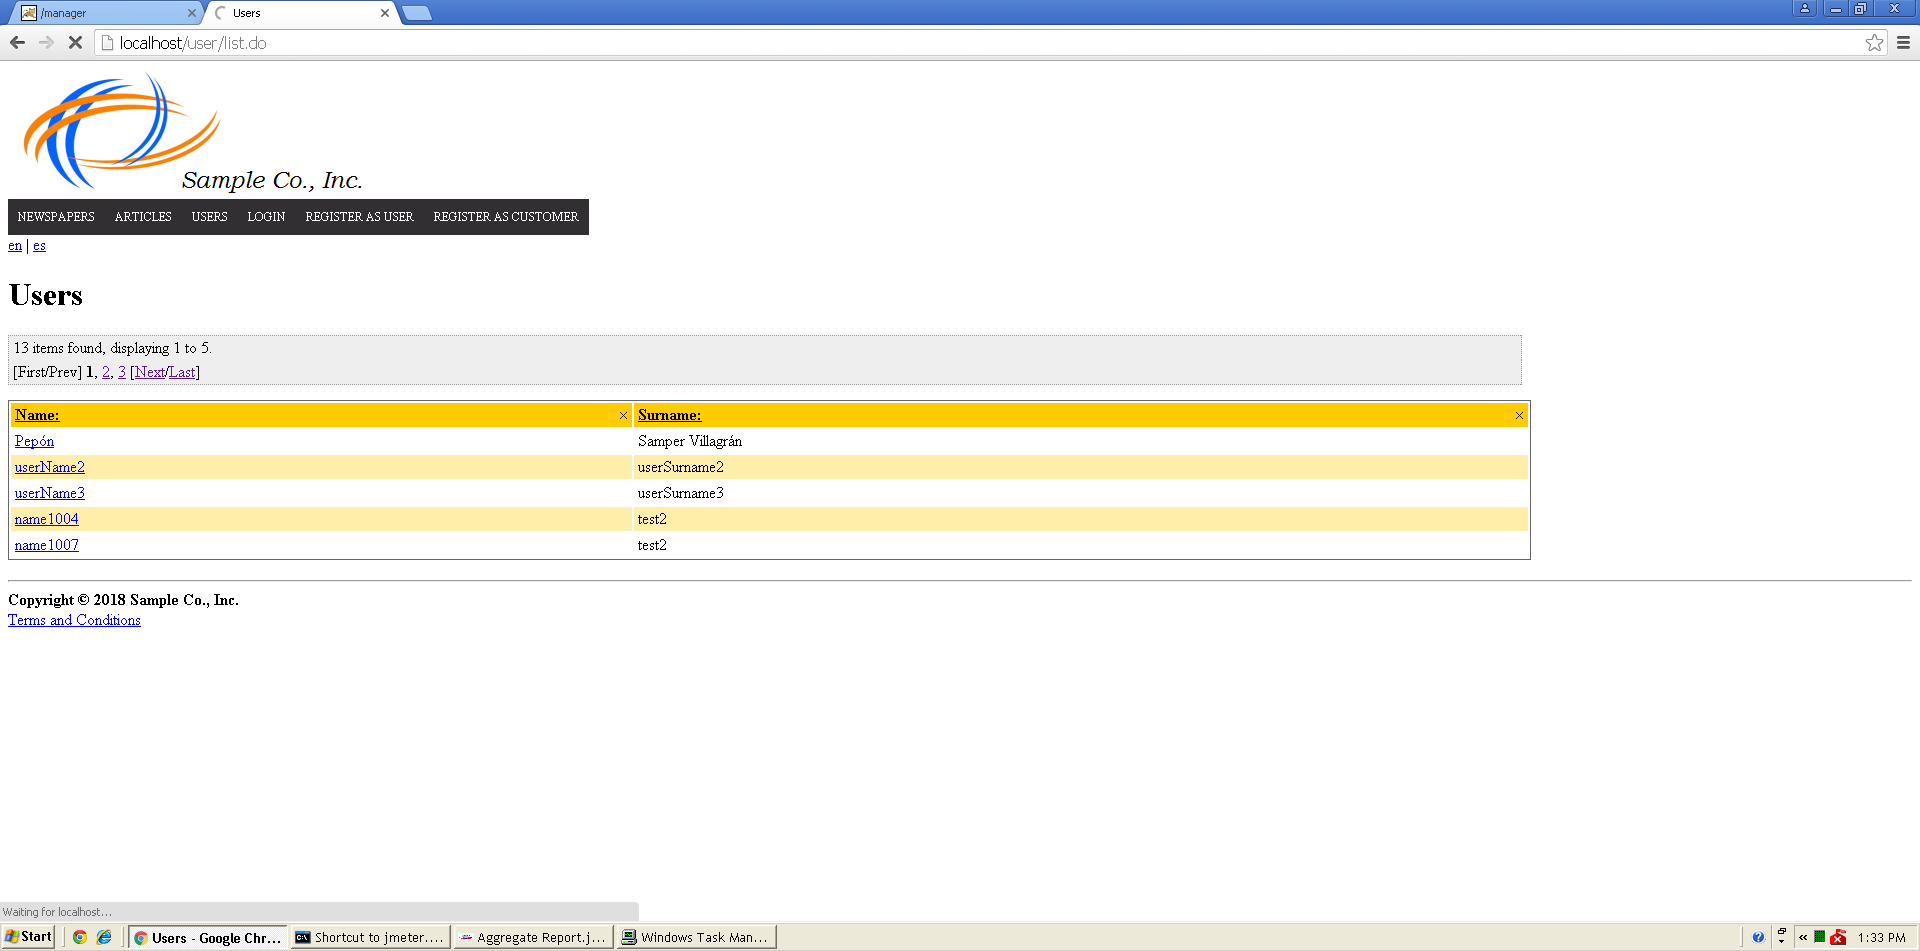 /manager
Users
localhost/user/list.do
Sample Co., Inc.
NEWSPAPERS ARTICLES USERS LOGIN REGISTER AS USER REGISTER AS CUSTOMER
en | es
Users
13 items found, displaying 1 to 5.
[First/Prev] 1, 2, 3 [Next/Last]
Name: Surname:
Pepón Samper Villagrán
userName2 userSurname2
userName3 userSurname3
name1004 test2
name1007 test2
Copyright © 2018 Sample Co., Inc.
Terms and Conditions
Waiting for localhost...
Start Users - Google Chr... Shortcut to jmeter.... Aggregate Report.j... Windows Task Man... « 1:33 PM